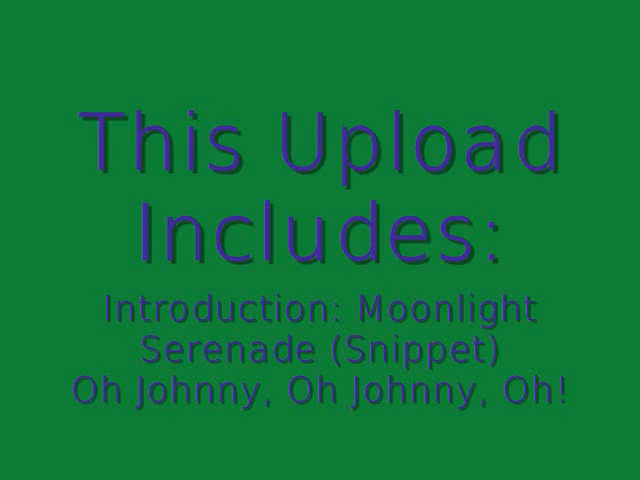 This Upload
Includes:
Introduction: Moonlight
Serenade (Snippet)
Oh Johnny, Oh Johnny, Oh!